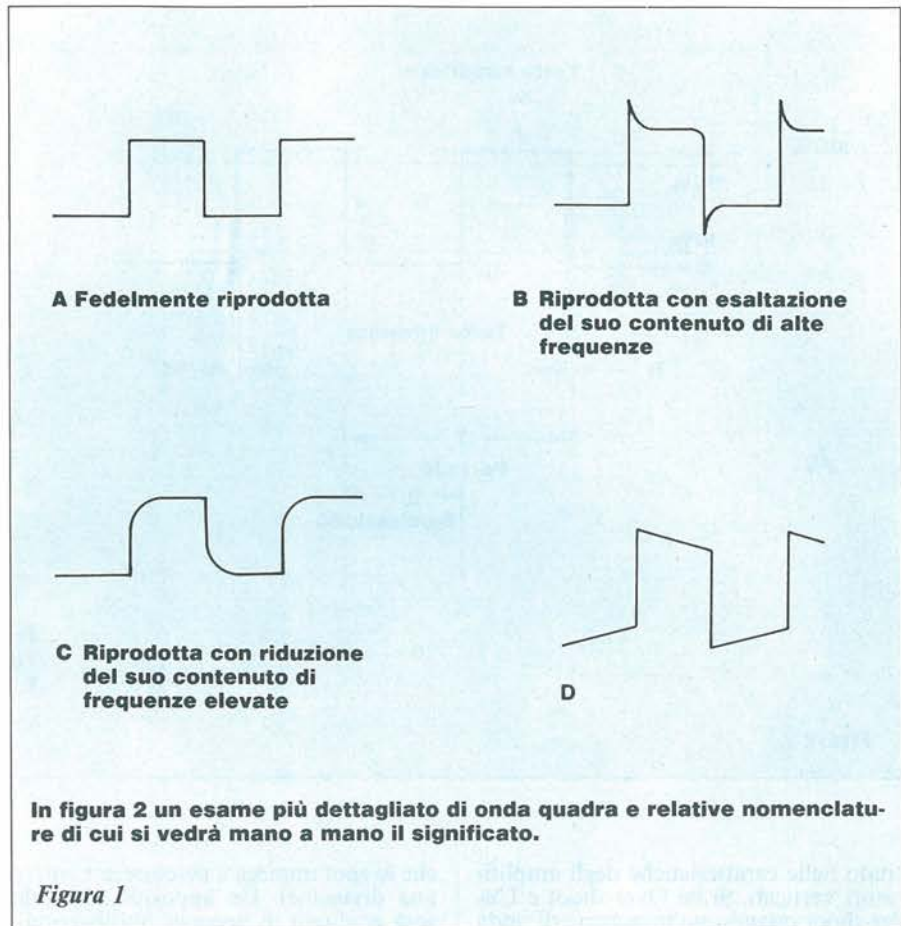 A Fedelmente riprodotta
B Riprodotta con esaltazione
del suo contenuto di alte
frequenze
C Riprodotta con riduzione
del suo contenuto di
frequenze elevate
D
In figura 2 un esame più dettagliato di onda quadra e relative nomenclatu-
re di cui si vedrà mano a mano il significato.
Figura 1